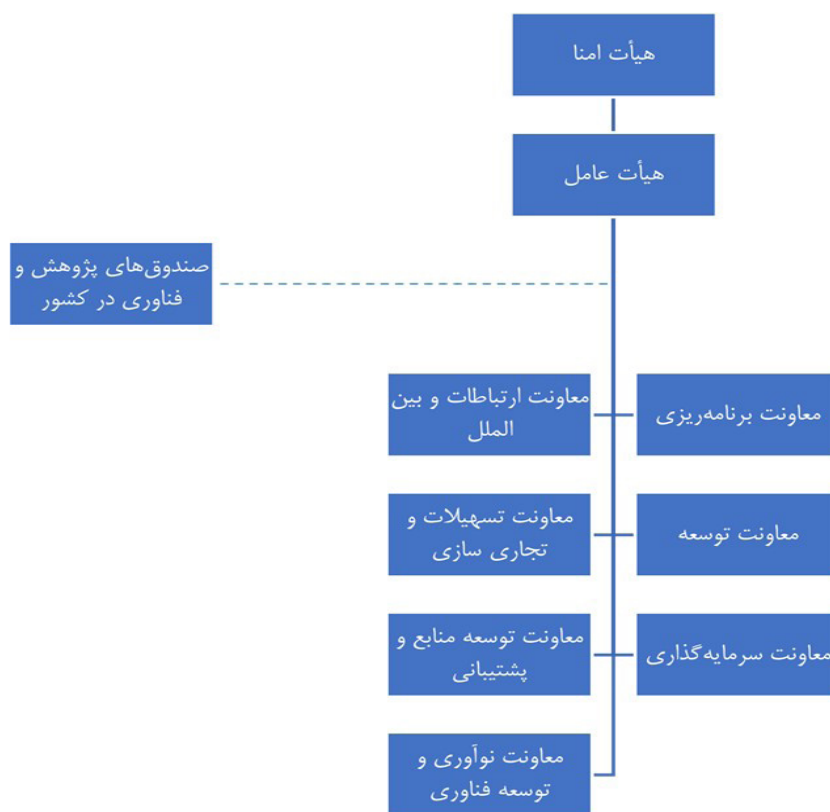 هیأت امنا
هیأت عامل
صندوق‌های پژوهش و
فناوری در کشور
معاونت برنامه‌ریزی
معاونت ارتباطات و بین
الملل
معاونت توسعه
معاونت تسهیلات و
تجاری سازی
معاونت سرمایه‌گذاری
معاونت توسعه منابع و
پشتیبانی
معاونت نوآوری و
توسعه فناوری